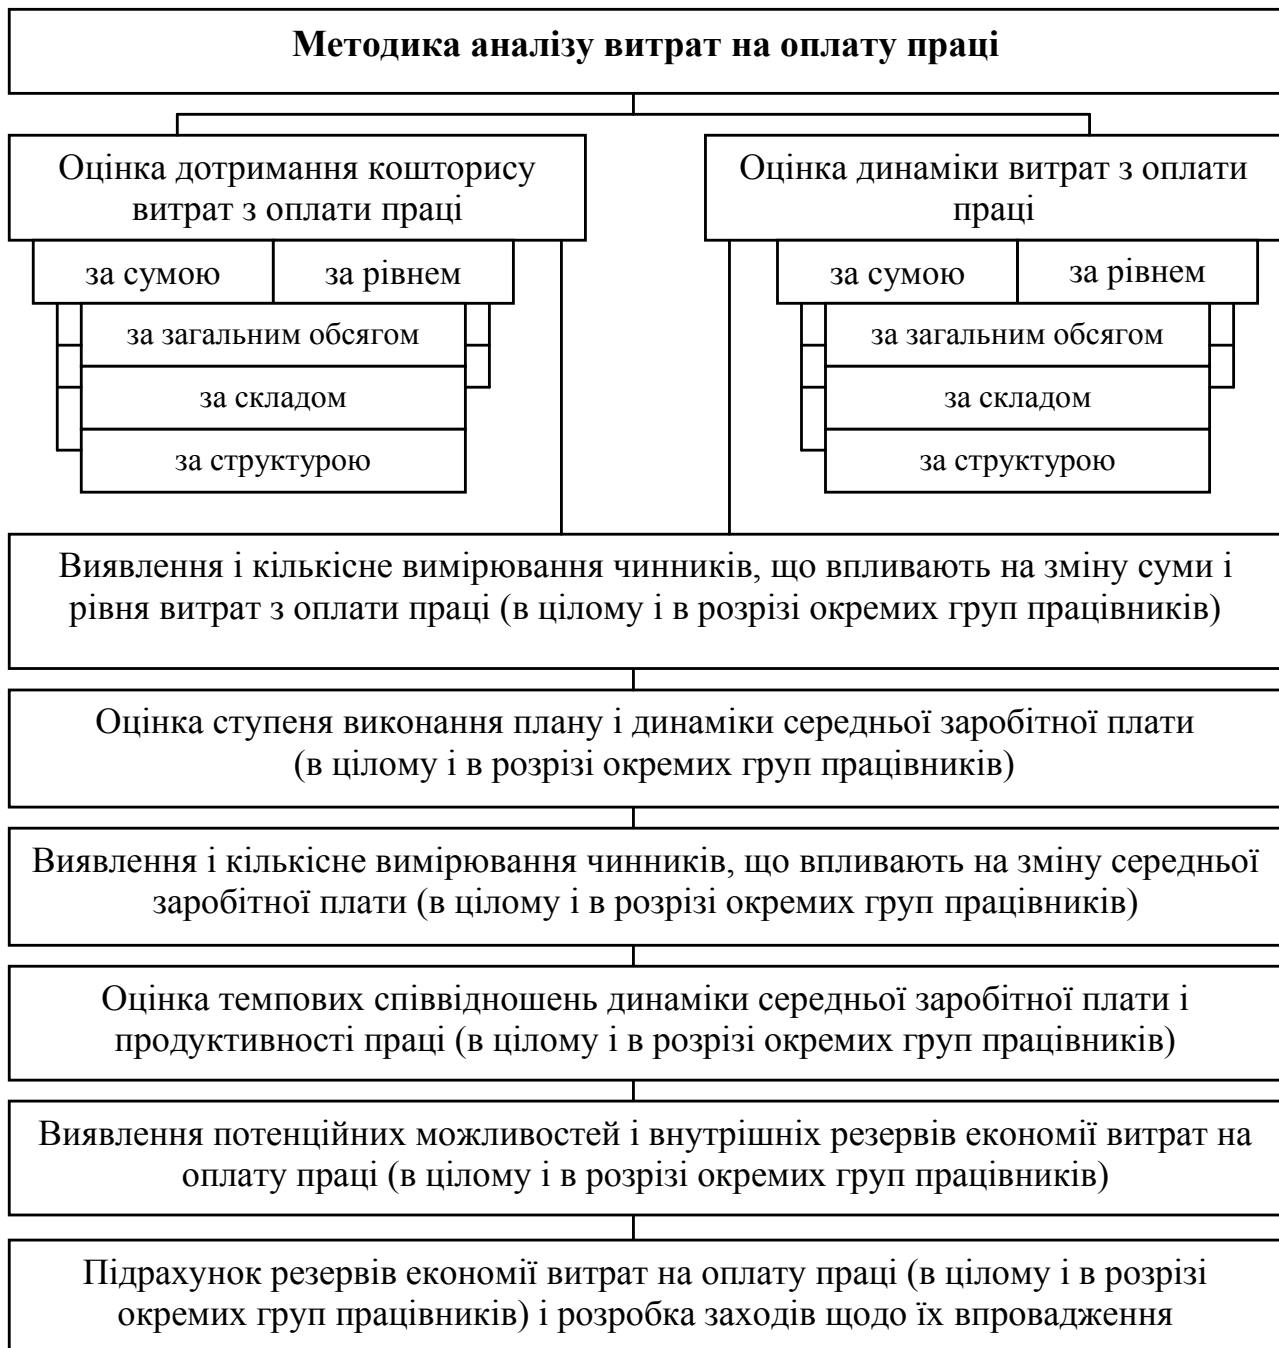 Методика аналізу витрат на оплату праці
Оцінка дотримання кошторису
витрат з оплати праці
за сумою
за рівнем
за загальним обсягом
за складом
за структурою
Оцінка динаміки витрат з оплати
праці
за сумою
за рівнем
за загальним обсягом
за складом
за структурою
Виявлення і кількісне вимірювання чинників, що впливають на зміну суми і
рівня витрат з оплати праці (в цілому і в розрізі окремих груп працівників)
Оцінка ступеня виконання плану і динаміки середньої заробітної плати
(в цілому і в розрізі окремих груп працівників)
Виявлення і кількісне вимірювання чинників, що впливають на зміну середньої
заробітної плати (в цілому і в розрізі окремих груп працівників)
Оцінка темпових співвідношень динаміки середньої заробітної плати і
продуктивності праці (в цілому і в розрізі окремих груп працівників)
Виявлення потенційних можливостей і внутрішніх резервів економії витрат на
оплату праці (в цілому і в розрізі окремих груп працівників)
Підрахунок резервів економії витрат на оплату праці (в цілому і в розрізі
окремих груп працівників) і розробка заходів щодо їх впровадження